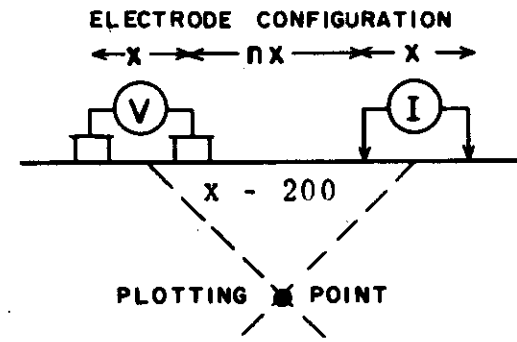 ELECTRODE CONFIGURATION
x nx x
V I
X - 200
PLOTTING POINT